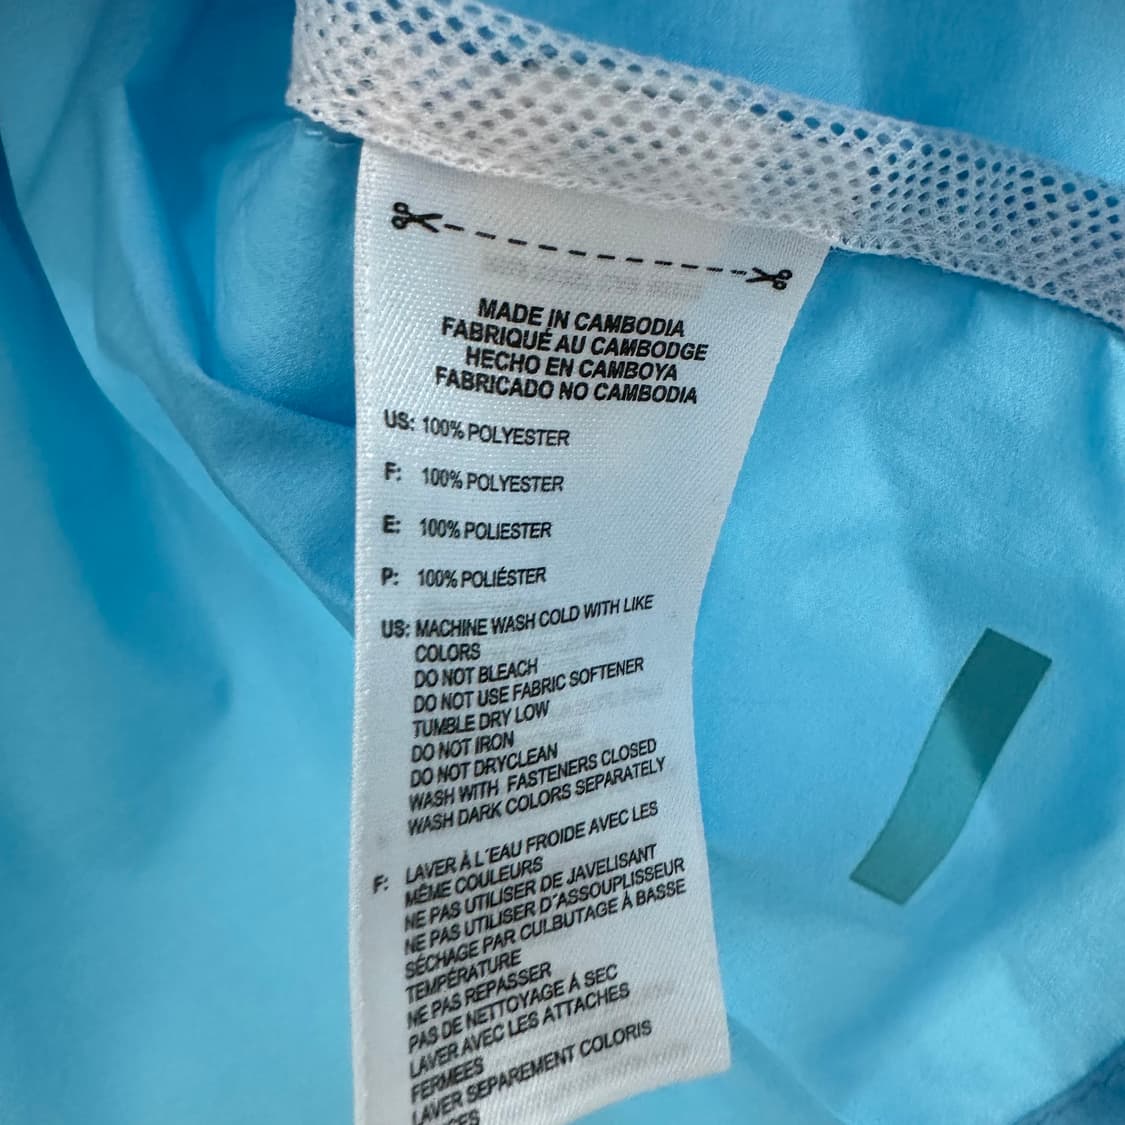 MADE IN CAMBODIA
FABRIQUÉ AU CAMBODGE
HECHO EN CAMBOYA
FABRICADO NO CAMBODIA
US: 100% POLYESTER
F: 100% POLYESTER
E: 100% POLIESTER
P: 100% POLIÉSTER
US: MACHINE WASH COLD WITH LIKE
COLORS
DO NOT BLEACH
DO NOT USE FABRIC SOFTENER
TUMBLE DRY LOW
DO NOT IRON
DO NOT DRYCLEAN
WASH WITH FASTENERS CLOSED
WASH DARK COLORS SEPARATELY
F: LAVER À L'EAU FROIDE AVEC LES
MÊME COULEURS
NE PAS UTILISER DE JAVELISANT
NE PAS UTILISER D'ASSOUPLISSEUR
SÉCHAGE PAR CULBUTAGE À BASSE
TEMPÉRATURE
NE PAS REPASSER
PAS DE NETTOYAGE À SEC
LAVER AVEC LES ATTACHES
FERMEES
LAVER SEPAREMENT COLORIS